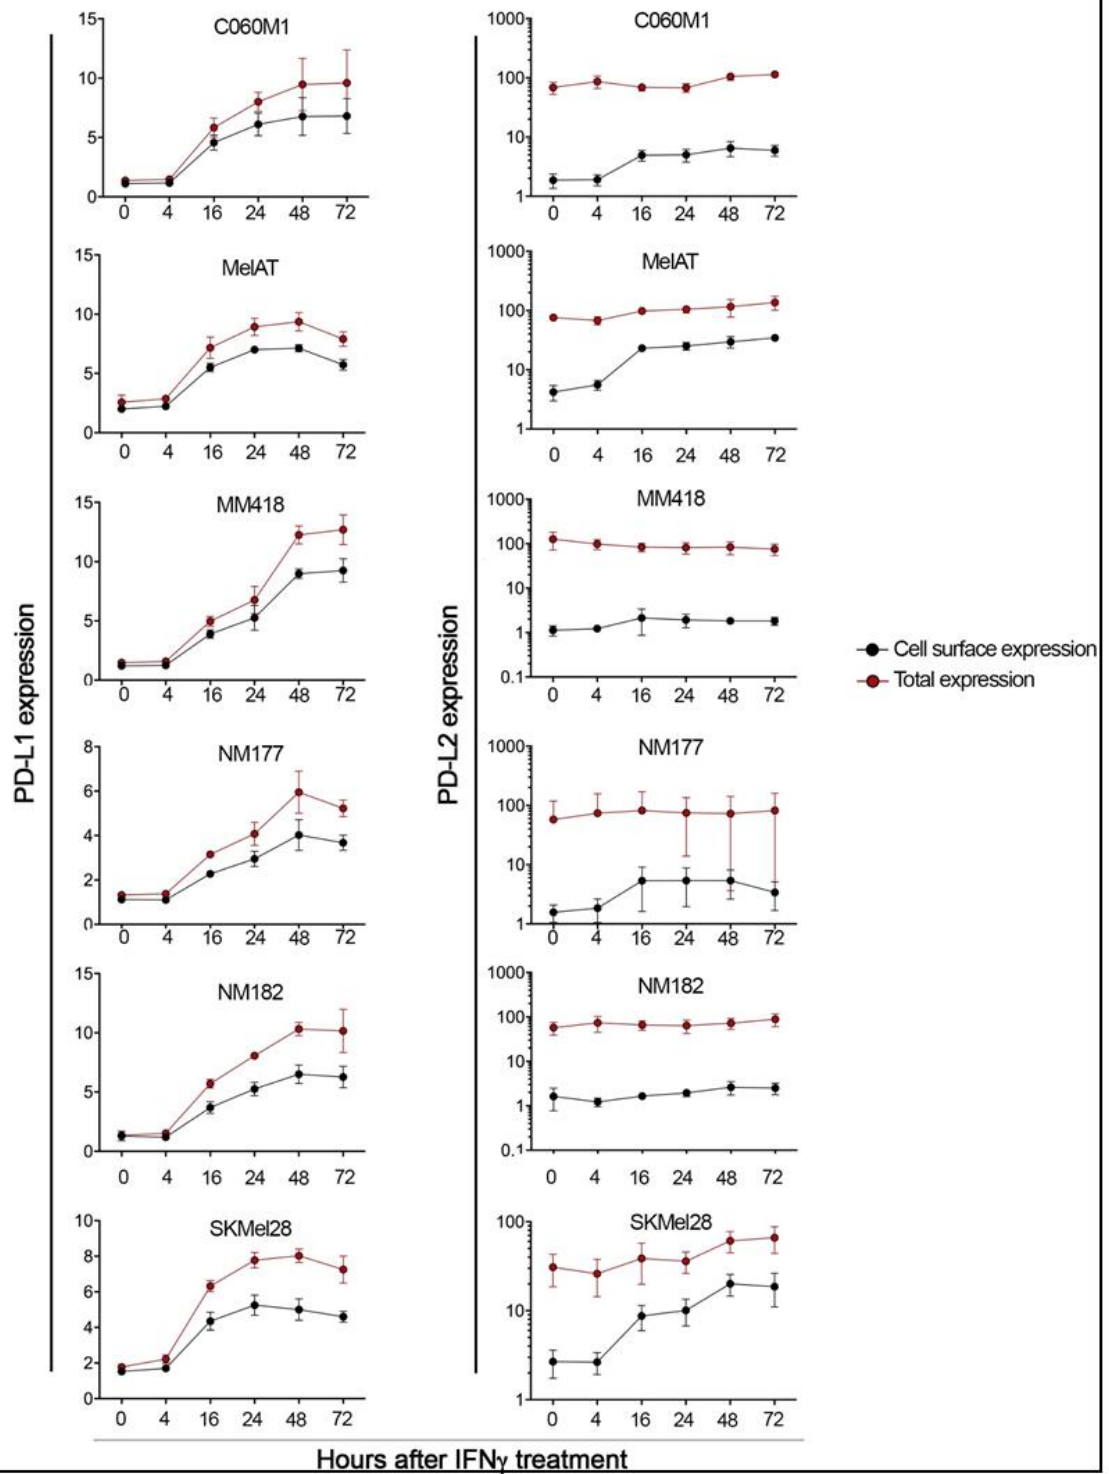 C060M1
15
10
5
0
0 4 16 24 48 72
MelAT
15
10
5
0
0 4 16 24 48 72
MM418
15
10
5
0
0 4 16 24 48 72
NM177
8
6
4
2
0
0 4 16 24 48 72
NM182
15
10
5
0
0 4 16 24 48 72
SKMel28
10
8
6
4
2
0
0 4 16 24 48 72
PD-L1 expression
C060M1
1000
100
10
1
0 4 16 24 48 72
MelAT
1000
100
10
1
0 4 16 24 48 72
MM418
1000
100
10
1
0.1
0 4 16 24 48 72
NM177
1000
100
10
1
0 4 16 24 48 72
NM182
1000
100
10
1
0.1
0 4 16 24 48 72
SKMel28
100
10
1
0 4 16 24 48 72
PD-L2 expression
Cell surface expression
Total expression
Hours after IFNγ treatment